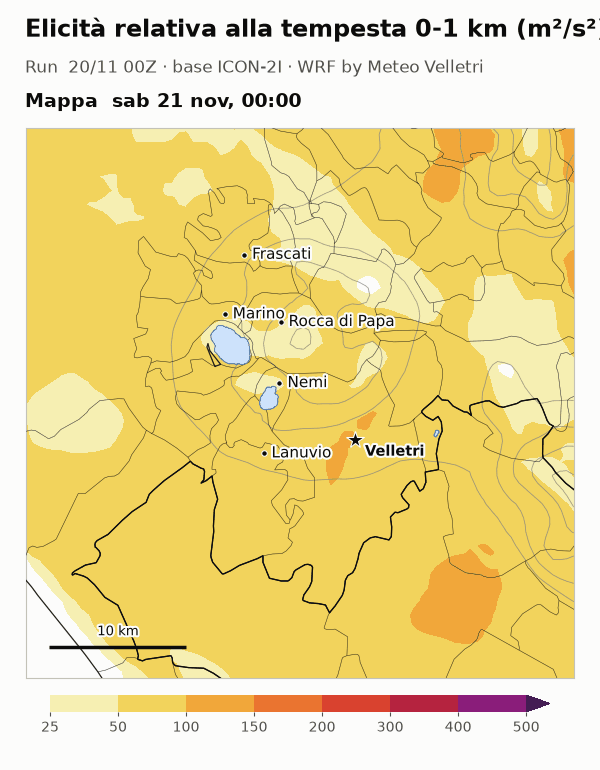 Elicità relativa alla tempesta 0-1 km (m²/s²)
Run  20/11 00Z · base ICON-2I · WRF by Meteo Velletri
Mappa  sab 21 nov, 00:00
Frascati
Marino
Rocca di Papa
Nemi
Velletri
Lanuvio
10 km
25 50 100 150 200 300 400 500